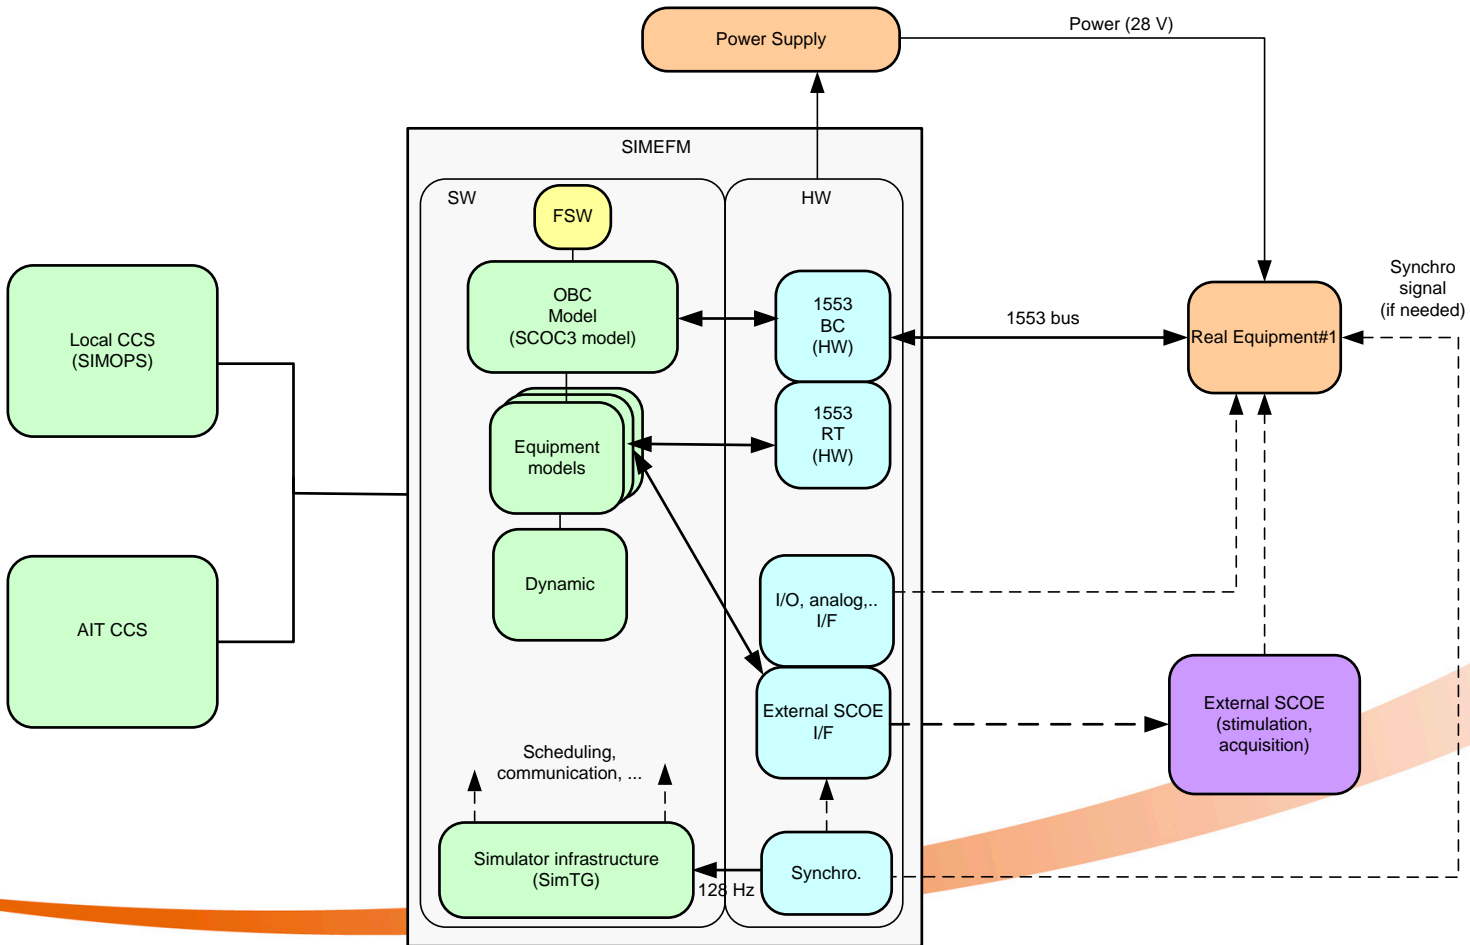 Power Supply
Power (28 V)
SIMEFM
SW
HW
FSW
OBC
Model
(SCOC3 model)
1553
BC
(HW)
1553 bus
Real Equipment#1
Synchro
signal
(if needed)
Local CCS
(SIMOPS)
1553
RT
(HW)
Equipment
models
Dynamic
I/O, analog,..
I/F
AIT CCS
External SCOE
I/F
External SCOE
(stimulation,
acquisition)
Scheduling,
communication, ...
Simulator infrastructure
(SimTG)
128 Hz
Synchro.